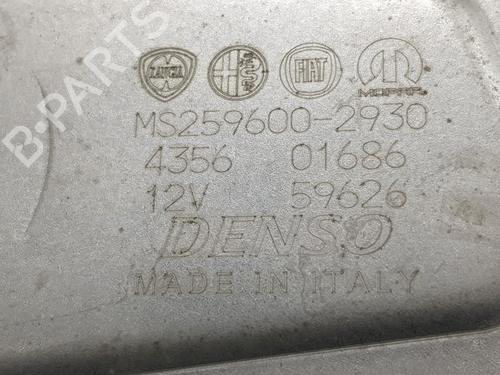 B-PARTS
LANCIA FIAT MOPAR
MS259600-2930
4356 01686
12V 59626
DENSO
MADE IN ITALY